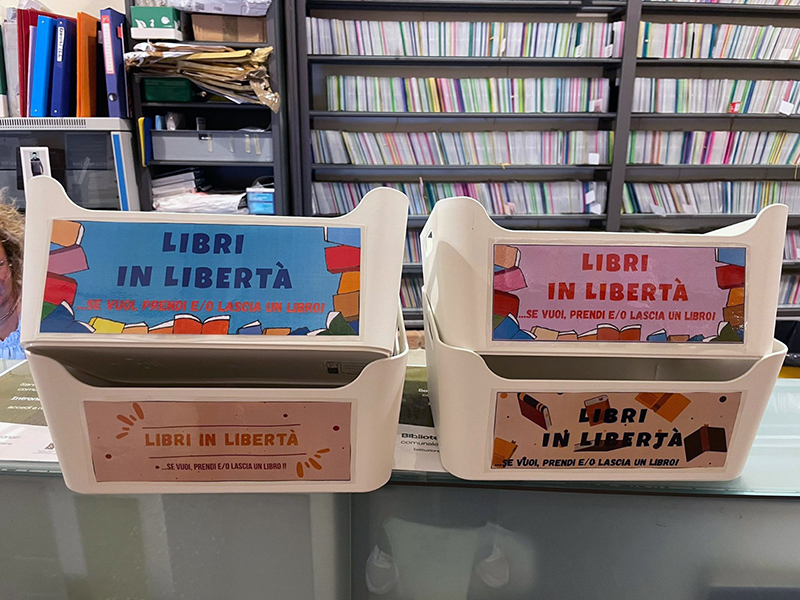 LIBRI
IN LIBERTÀ
...SE VUOI, PRENDI E/O LASCIA UN LIBRO!
LIBRI
IN LIBERTÀ
...SE VUOI, PRENDI E/O LASCIA UN LIBRO!
LIBRI IN LIBERTÀ
...SE VUOI, PRENDI E/O LASCIA UN LIBRO !!
LIBRI
IN LIBERTÀ
...SE VUOI, PRENDI E/O LASCIA UN LIBRO!